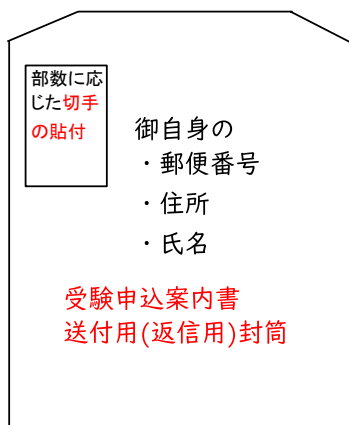 部数に応
じた切手
の貼付
御自身の
・郵便番号
・住所
・氏名
受験申込案内書
送付用(返信用)封筒